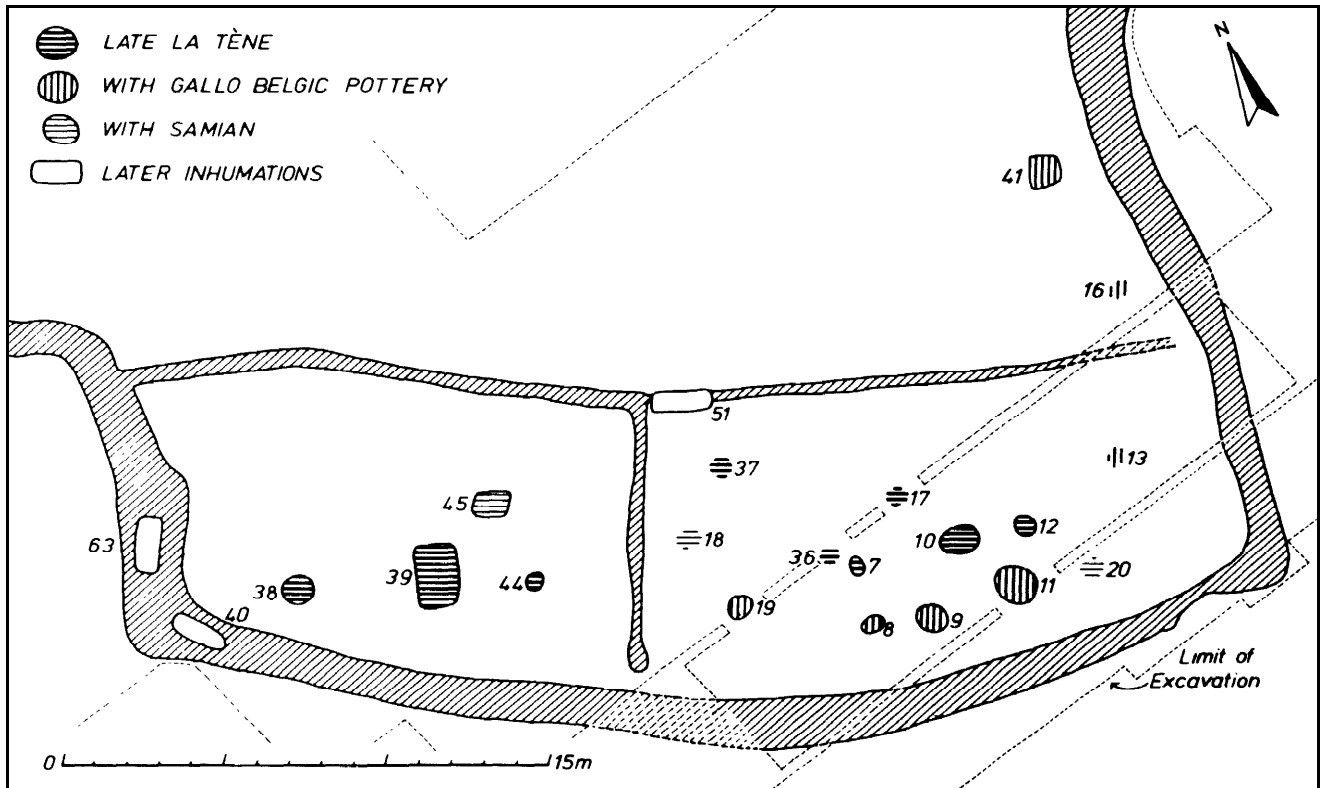 LATE LA TÈNE
WITH GALLO BELGIC POTTERY
WITH SAMIAN
LATER INHUMATIONS
N
41
16
51
37
13
45
17
63
18
10
12
39
36
7
38
44
11
20
40
19
8
9
Limit of
Excavation
0
15m